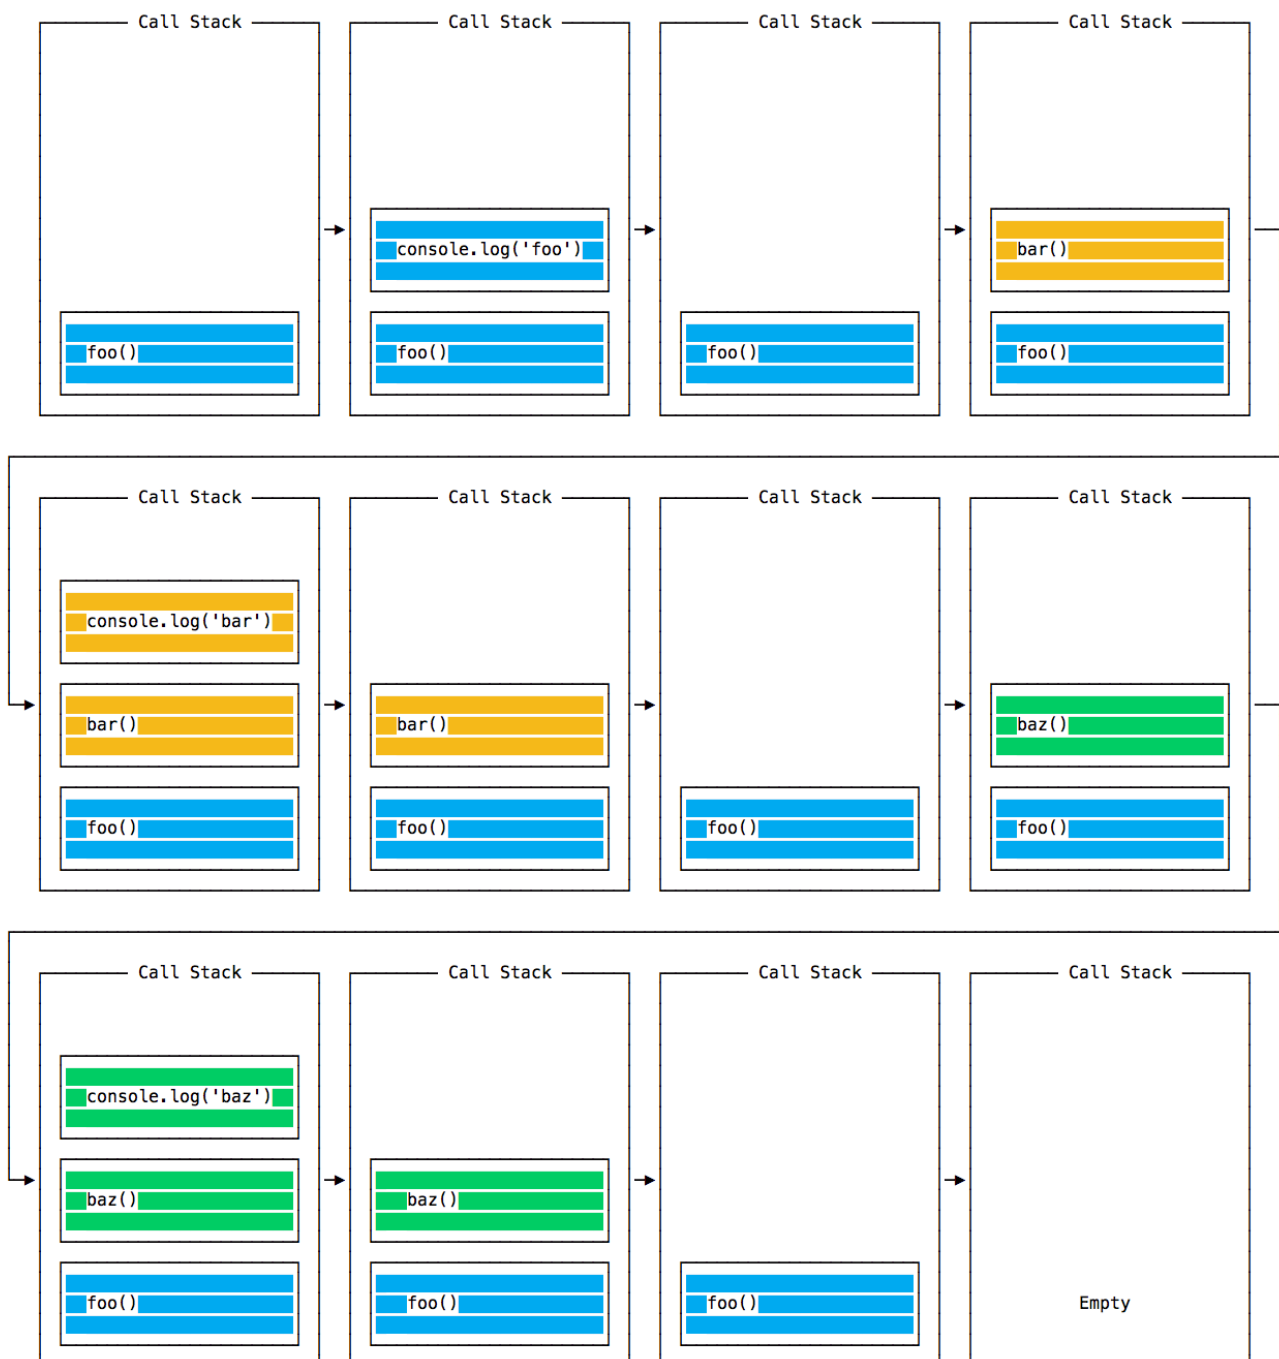 Call Stack Call Stack Call Stack Call Stack
console.log('foo') bar()
foo() foo() foo() foo()
Call Stack Call Stack Call Stack Call Stack
console.log('bar')
bar() bar() baz()
foo() foo() foo() foo()
Call Stack Call Stack Call Stack Call Stack
console.log('baz')
baz() baz()
foo() foo() foo() Empty